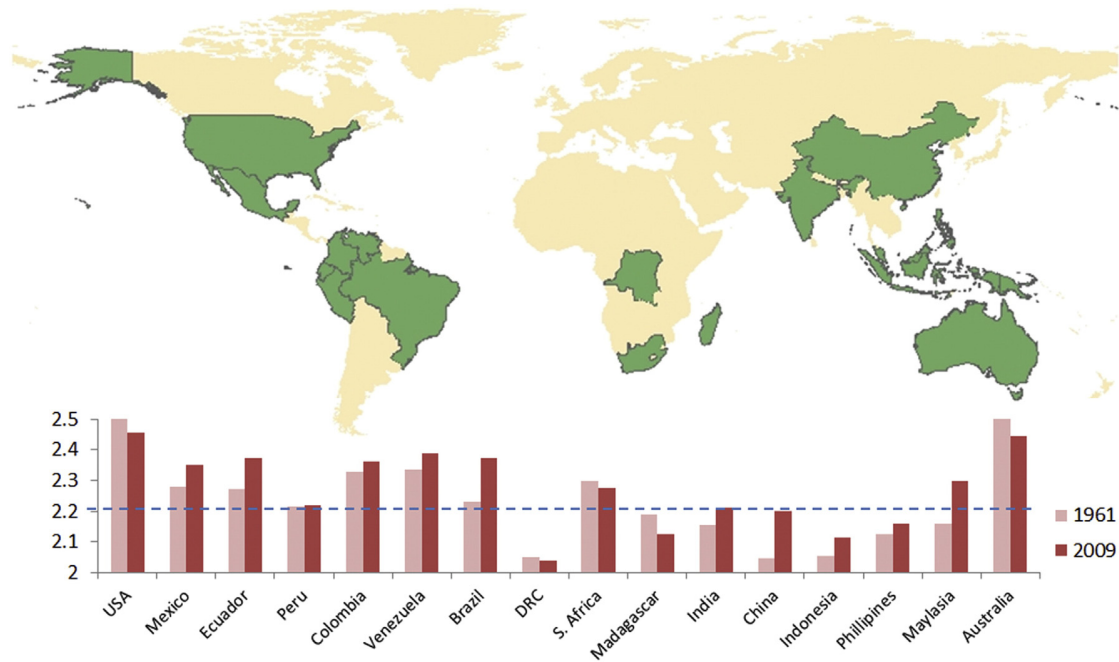 2.5
2.4
2.3
2.2
2.1
2
1961
2009
USA
Mexico
Ecuador
Peru
Colombia
Venezuela
Brazil
DRC
S. Africa
Madagascar
India
China
Indonesia
Phillipines
Maylasia
Australia